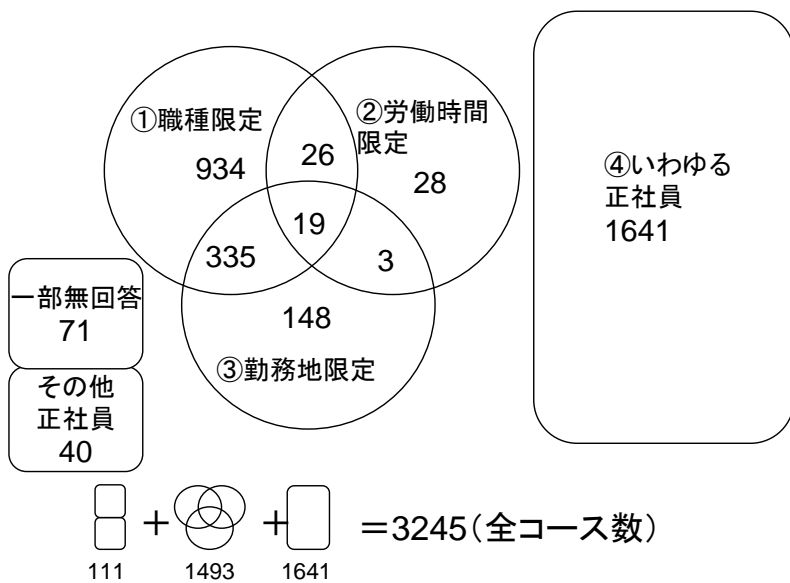 ①職種限定
934
26
②労働時間
限定
28
19
335
3
148
③勤務地限定
④いわゆる
正社員
1641
一部無回答
71
その他
正社員
40
+ + =3245(全コース数)
111 1493 1641